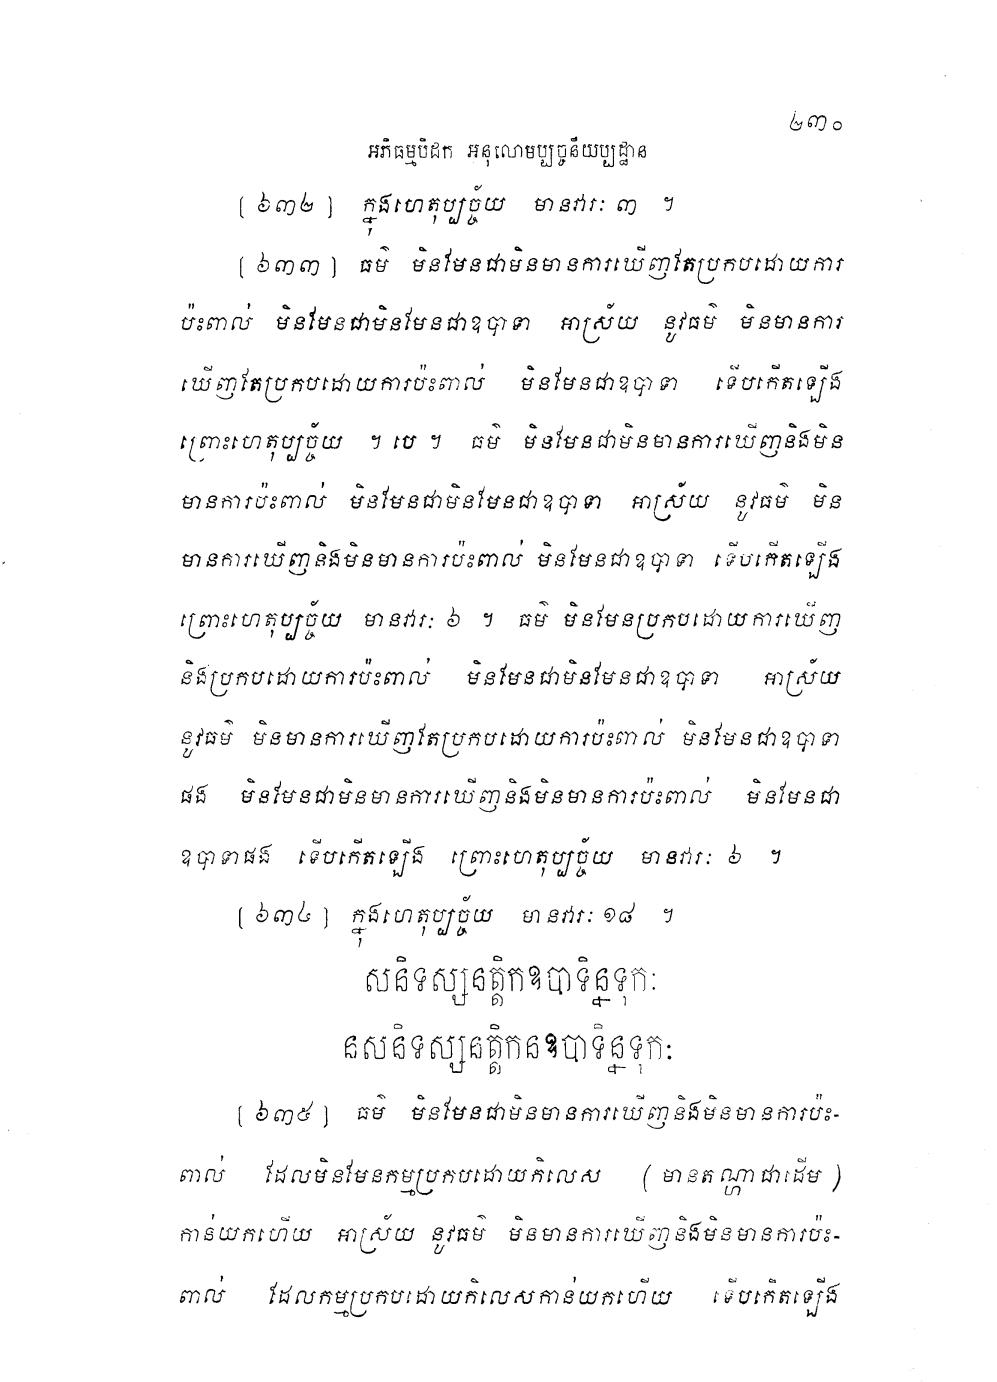 ២៣០
អភិធម្មបិដក អនុលោមប្បច្ចនីយប្បដ្ឋាន
[ ៦៣២ ] ក្នុងហេតុប្បច្ច័យ មានវារៈ ៣ ។
[ ៦៣៣ ] ធម៌ មិនមែនជាមិនមានការឃើញតែប្រកបដោយការ
ប៉ះពាល់ មិនមែនជាមិនមែនជាឧបាទា អាស្រ័យ នូវធម៌ មិនមានការ
ឃើញតែប្រកបដោយការប៉ះពាល់ មិនមែនជាឧបាទា ទើបកើតឡើង
ព្រោះហេតុប្បច្ច័យ ។ បេ ។ ធម៌ មិនមែនជាមិនមានការឃើញនិងមិន
មានការប៉ះពាល់ មិនមែនជាមិនមែនជាឧបាទា អាស្រ័យ នូវធម៌ មិន
មានការឃើញនិងមិនមានការប៉ះពាល់ មិនមែនជាឧបាទា ទើបកើតឡើង
ព្រោះហេតុប្បច្ច័យ មានវារៈ ៦ ។ ធម៌ មិនមែនប្រកបដោយការឃើញ
និងប្រកបដោយការប៉ះពាល់ មិនមែនជាមិនមែនជាឧបាទា អាស្រ័យ
នូវធម៌ មិនមានការឃើញតែប្រកបដោយការប៉ះពាល់ មិនមែនជាឧបាទា
ផង មិនមែនជាមិនមានការឃើញនិងមិនមានការប៉ះពាល់ មិនមែនជា
ឧបាទាផង ទើបកើតឡើង ព្រោះហេតុប្បច្ច័យ មានវារៈ ៦ ។
[ ៦៣៤ ] ក្នុងហេតុប្បច្ច័យ មានវារៈ ១៨ ។
សនិទស្សនត្តិកឧបាទិន្នទុកៈ
នសនិទស្សនត្តិកនឧបាទិន្នទុកៈ
[ ៦៣៥ ] ធម៌ មិនមែនជាមិនមានការឃើញនិងមិនមានការប៉ះ-
ពាល់ ដែលមិនមែនកម្មប្រកបដោយកិលេស ( មានតណ្ហាជាដើម )
កាន់យកហើយ អាស្រ័យ នូវធម៌ មិនមានការឃើញនិងមិនមានការប៉ះ-
ពាល់ ដែលកម្មប្រកបដោយកិលេសកាន់យកហើយ ទើបកើតឡើង